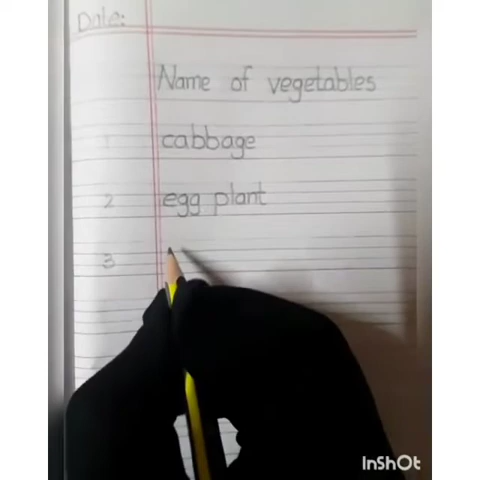 Date:
Name of vegetables
1 cabbage
2 egg plant
3
InShOt